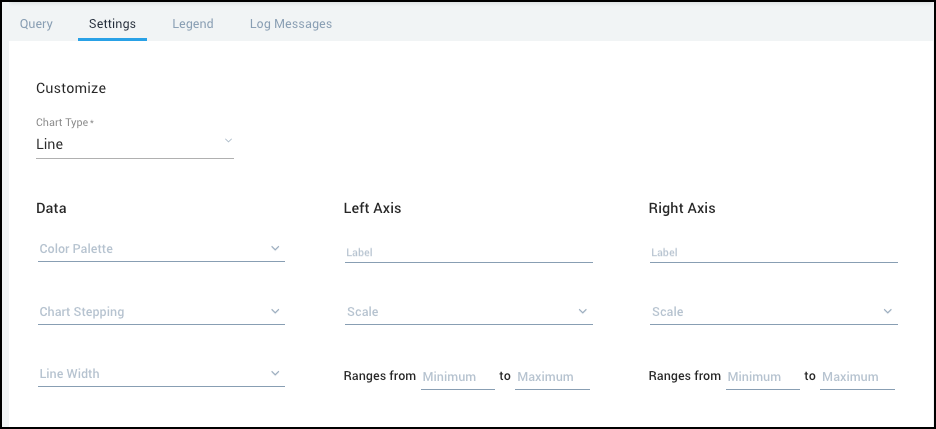 Query Settings Legend Log Messages
Customize
Chart Type*
Line
Data Left Axis Right Axis
Color Palette Label Label
Chart Stepping Scale Scale
Line Width Ranges from Minimum to Maximum Ranges from Minimum to Maximum